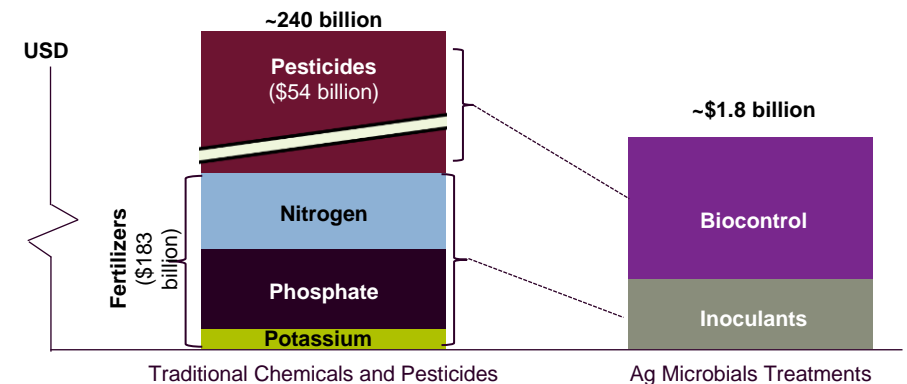 ~240 billion
USD
Pesticides
($54 billion)
~$1.8 billion
Fertilizers
($183
billion)
Nitrogen
Phosphate
Potassium
Biocontrol
Inoculants
Traditional Chemicals and Pesticides
Ag Microbials Treatments